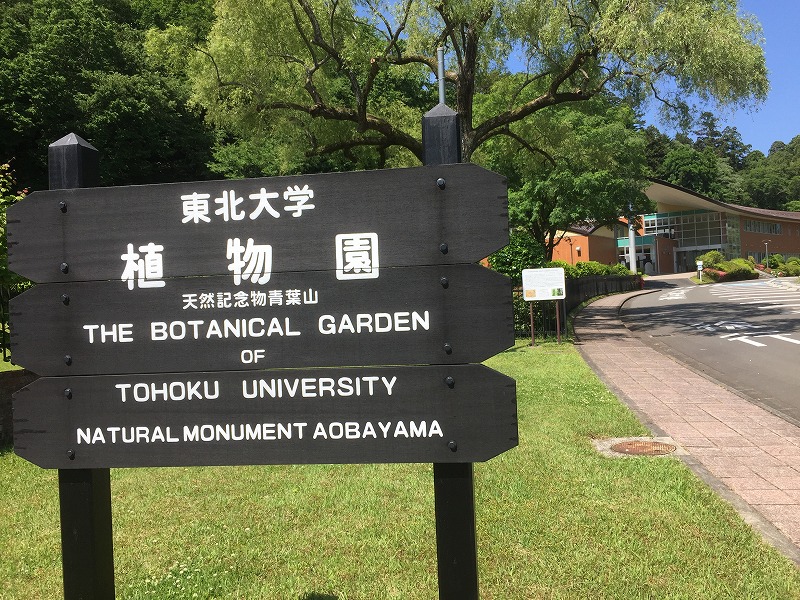 東北大学
植物園
天然記念物青葉山
THE BOTANICAL GARDEN
OF
TOHOKU UNIVERSITY
NATURAL MONUMENT AOBAYAMA